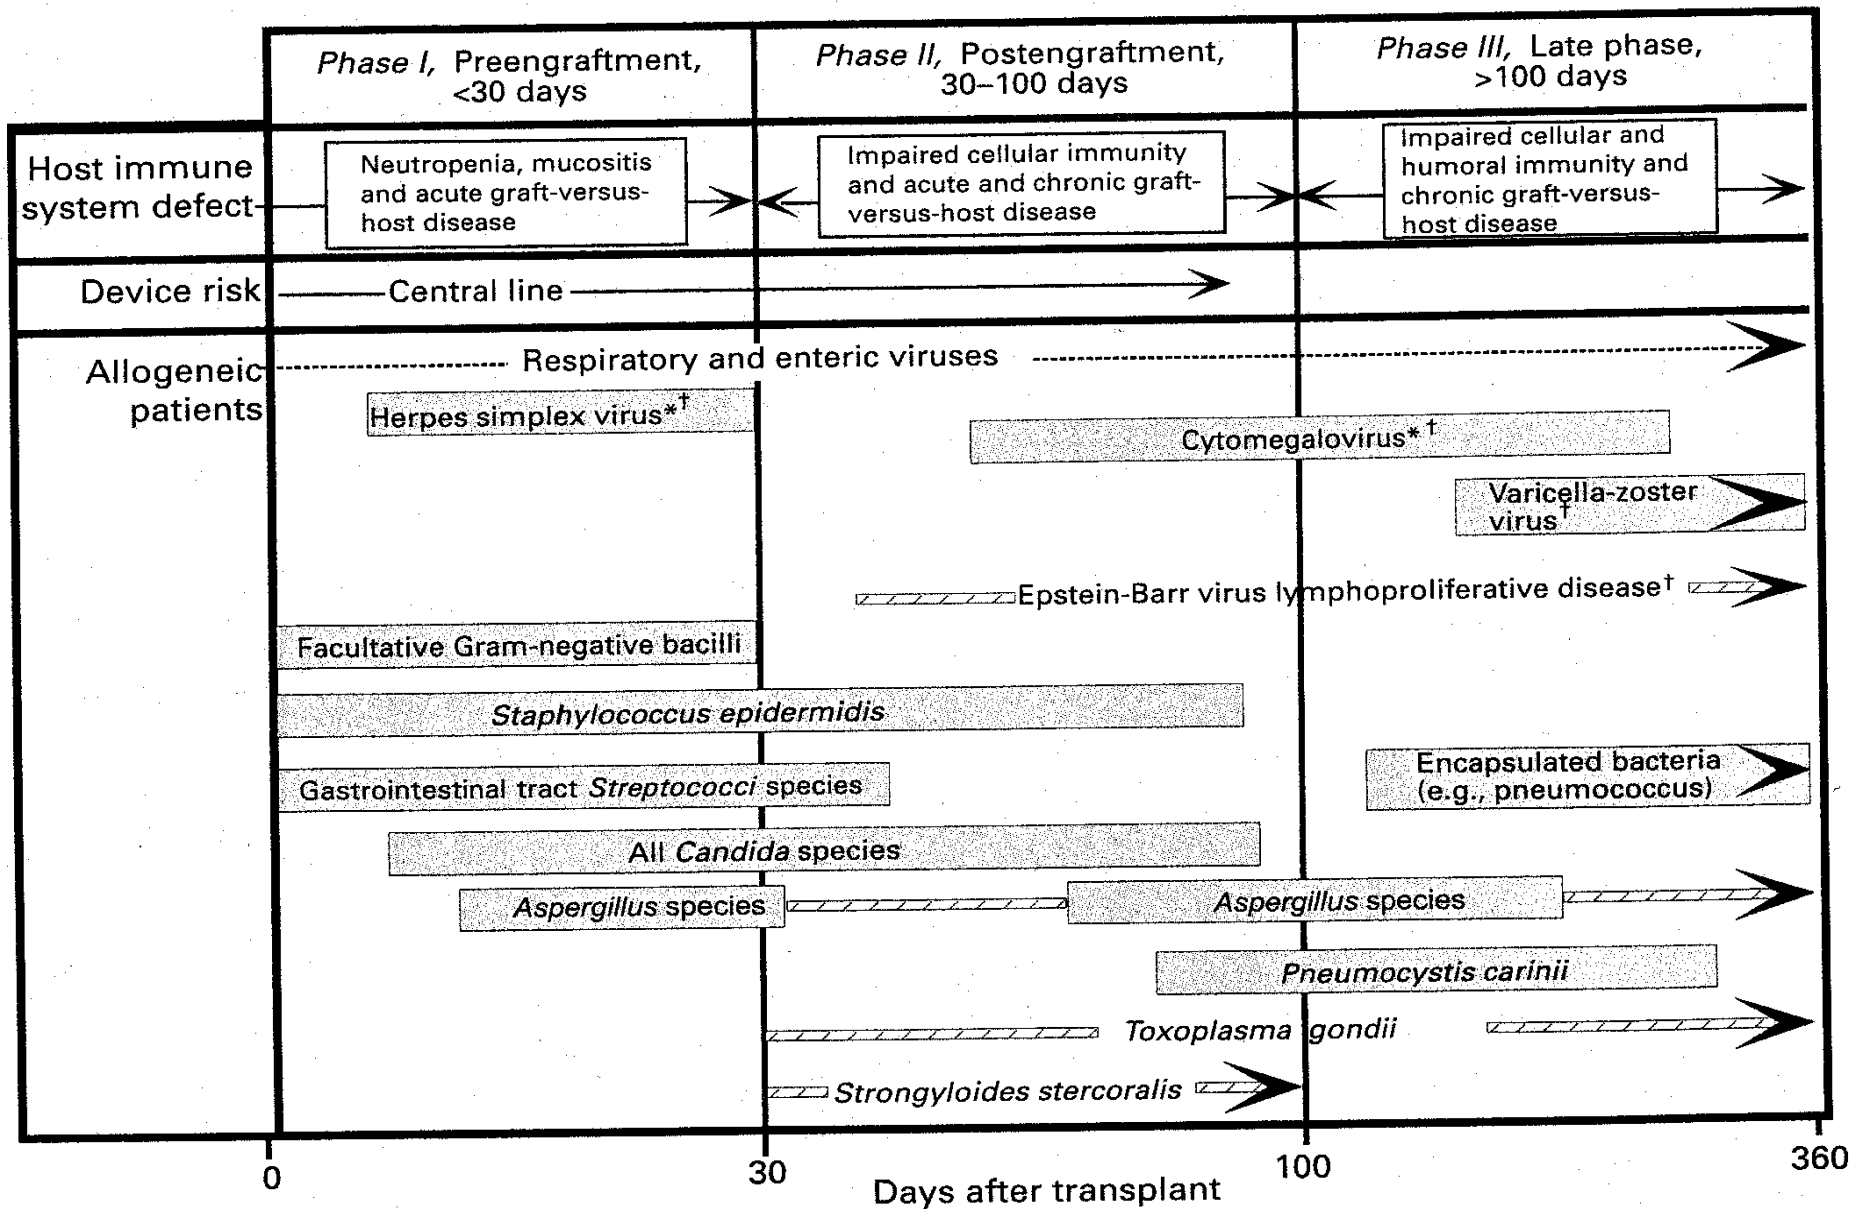 Phase I, Preengraftment,
<30 days
Phase II, Postengraftment,
30–100 days
Phase III, Late phase,
>100 days
Host immune
system defect
Neutropenia, mucositis
and acute graft-versus-
host disease
Impaired cellular immunity
and acute and chronic graft-
versus-host disease
Impaired cellular and
humoral immunity and
chronic graft-versus-
host disease
Device risk
Central line
Allogeneic
patients
Respiratory and enteric viruses
Herpes simplex virus*†
Cytomegalovirus*†
Varicella-zoster
virus†
Epstein-Barr virus lymphoproliferative disease†
Facultative Gram-negative bacilli
Staphylococcus epidermidis
Gastrointestinal tract Streptococci species
Encapsulated bacteria
(e.g., pneumococcus)
All Candida species
Aspergillus species
Aspergillus species
Pneumocystis carinii
Toxoplasma gondii
Strongyloides stercoralis
0
30
100
360
Days after transplant